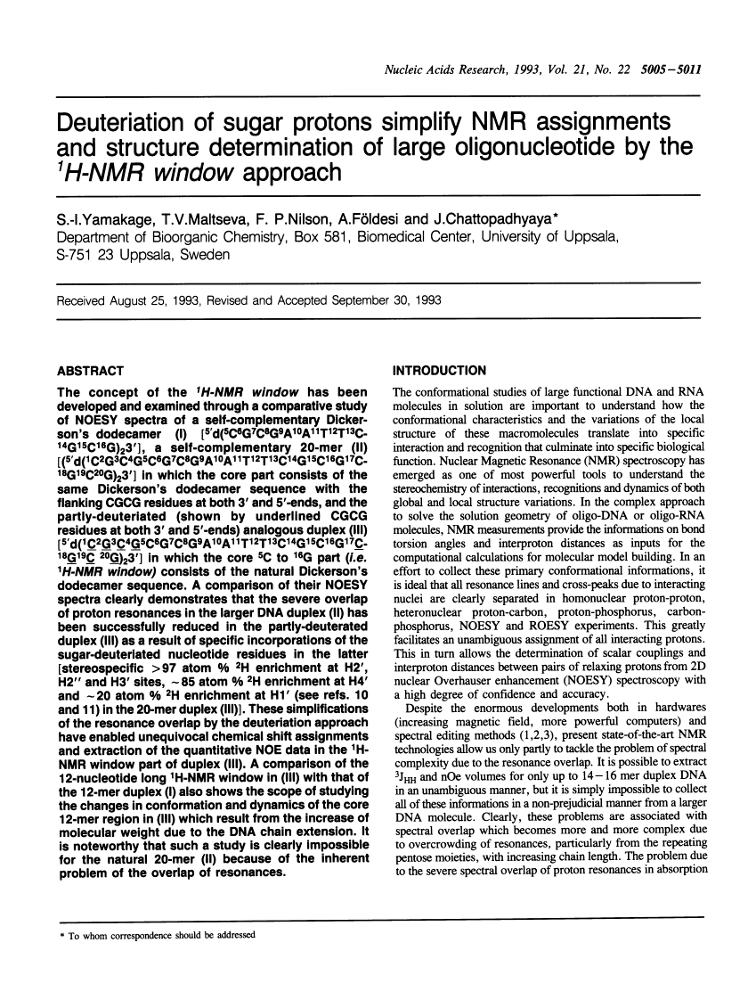 Nucleic Acids Research, 1993, Vol. 21, No. 22 5005–5011
Deuteriation of sugar protons simplify NMR assignments
and structure determination of large oligonucleotide by the
¹H-NMR window approach
S.-I.Yamakage, T.V.Maltseva, F. P.Nilson, A.Földesi and J.Chattopadhyaya*
Department of Bioorganic Chemistry, Box 581, Biomedical Center, University of Uppsala,
S-751 23 Uppsala, Sweden
Received August 25, 1993, Revised and Accepted September 30, 1993
ABSTRACT
The concept of the ¹H-NMR window has been
developed and examined through a comparative study
of NOESY spectra of a self-complementary Dicker-
son's dodecamer (I) [⁵'d(⁵C⁶G⁷C⁸G⁹A¹⁰A¹¹T¹²T¹³C-
¹⁴G¹⁵C¹⁶G)₂3'], a self-complementary 20-mer (II)
[(⁵'d(¹C²G³C⁴G⁵C⁶G⁷C⁸G⁹A¹⁰A¹¹T¹²T¹³C¹⁴G¹⁵C¹⁶G¹⁷C-
¹⁸G¹⁹C²⁰G)₂3'] in which the core part consists of the
same Dickerson's dodecamer sequence with the
flanking CGCG residues at both 3' and 5'-ends, and the
partly-deuteriated (shown by underlined CGCG
residues at both 3' and 5'-ends) analogous duplex (III)
[⁵'d(¹C²G³C⁴G⁵C⁶G⁷C⁸G⁹A¹⁰A¹¹T¹²T¹³C¹⁴G¹⁵C¹⁶G¹⁷C-
¹⁸G¹⁹C ²⁰G)₂3'] in which the core ⁵C to ¹⁶G part (i.e.
¹H-NMR window) consists of the natural Dickerson's
dodecamer sequence. A comparison of their NOESY
spectra clearly demonstrates that the severe overlap
of proton resonances in the larger DNA duplex (II) has
been successfully reduced in the partly-deuterated
duplex (III) as a result of specific incorporations of the
sugar-deuteriated nucleotide residues in the latter
[stereospecific >97 atom % ²H enrichment at H2',
H2'' and H3' sites, ~85 atom % ²H enrichment at H4'
and ~20 atom % ²H enrichment at H1' (see refs. 10
and 11) in the 20-mer duplex (III)]. These simplifications
of the resonance overlap by the deuteriation approach
have enabled unequivocal chemical shift assignments
and extraction of the quantitative NOE data in the ¹H-
NMR window part of duplex (III). A comparison of the
12-nucleotide long ¹H-NMR window in (III) with that of
the 12-mer duplex (I) also shows the scope of studying
the changes in conformation and dynamics of the core
12-mer region in (III) which result from the increase of
molecular weight due to the DNA chain extension. It
is noteworthy that such a study is clearly impossible
for the natural 20-mer (II) because of the inherent
problem of the overlap of resonances.
INTRODUCTION
The conformational studies of large functional DNA and RNA
molecules in solution are important to understand how the
conformational characteristics and the variations of the local
structure of these macromolecules translate into specific
interaction and recognition that culminate into specific biological
function. Nuclear Magnetic Resonance (NMR) spectroscopy has
emerged as one of most powerful tools to understand the
stereochemistry of interactions, recognitions and dynamics of both
global and local structure variations. In the complex approach
to solve the solution geometry of oligo-DNA or oligo-RNA
molecules, NMR measurements provide the informations on bond
torsion angles and interproton distances as inputs for the
computational calculations for molecular model building. In an
effort to collect these primary conformational informations, it
is ideal that all resonance lines and cross-peaks due to interacting
nuclei are clearly separated in homonuclear proton-proton,
heteronuclear proton-carbon, proton-phosphorus, carbon-
phosphorus, NOESY and ROESY experiments. This greatly
facilitates an unambiguous assignment of all interacting protons.
This in turn allows the determination of scalar couplings and
interproton distances between pairs of relaxing protons from 2D
nuclear Overhauser enhancement (NOESY) spectroscopy with
a high degree of confidence and accuracy.
Despite the enormous developments both in hardwares
(increasing magnetic field, more powerful computers) and
spectral editing methods (1,2,3), present state-of-the-art NMR
technologies allow us only partly to tackle the problem of spectral
complexity due to the resonance overlap. It is possible to extract
³JHH and nOe volumes for only up to 14–16 mer duplex DNA
in an unambiguous manner, but it is simply impossible to collect
all of these informations in a non-prejudicial manner from a larger
DNA molecule. Clearly, these problems are associated with
spectral overlap which becomes more and more complex due
to overcrowding of resonances, particularly from the repeating
pentose moieties, with increasing chain length. The problem due
to the severe spectral overlap of proton resonances in absorption
* To whom correspondence should be addressed